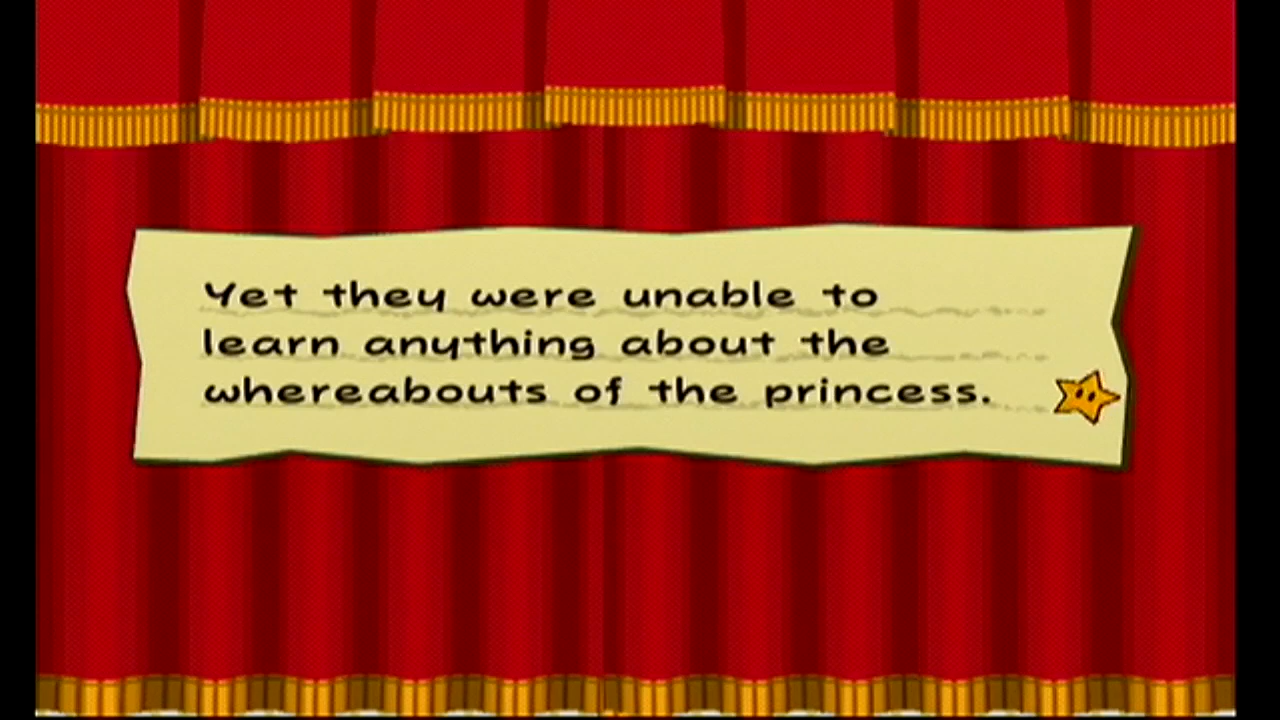 Yet they were unable to
learn anything about the
whereabouts of the princess.